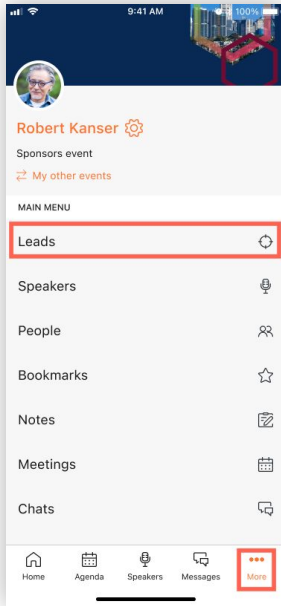 9:41 AM
100%
Robert Kanser
Sponsors event
My other events
MAIN MENU
Leads
Speakers
People
Bookmarks
Notes
Meetings
Chats
Home Agenda Speakers Messages More